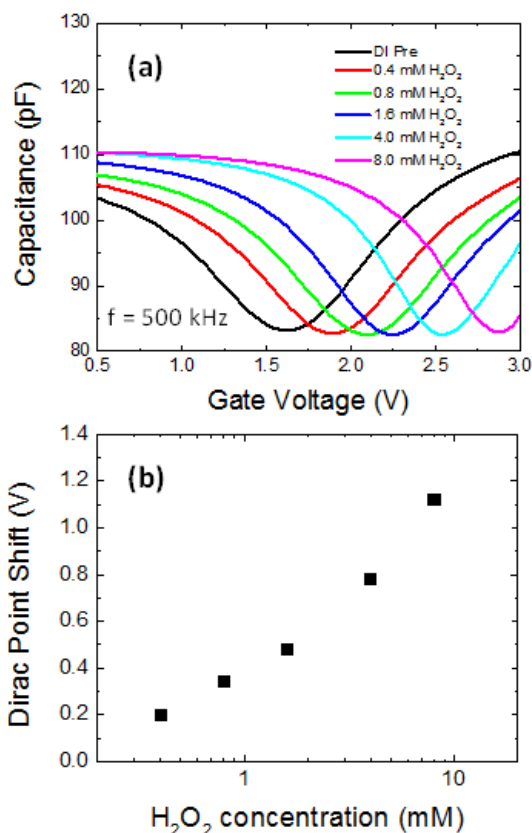 (a)
DI Pre
0.4 mM H₂O₂
0.8 mM H₂O₂
1.6 mM H₂O₂
4.0 mM H₂O₂
8.0 mM H₂O₂
130
120
110
100
90
80
Capacitance (pF)
f = 500 kHz
0.5 1.0 1.5 2.0 2.5 3.0
Gate Voltage (V)
(b)
1.4
1.2
1.0
0.8
0.6
0.4
0.2
0.0
Dirac Point Shift (V)
1 10
H₂O₂ concentration (mM)